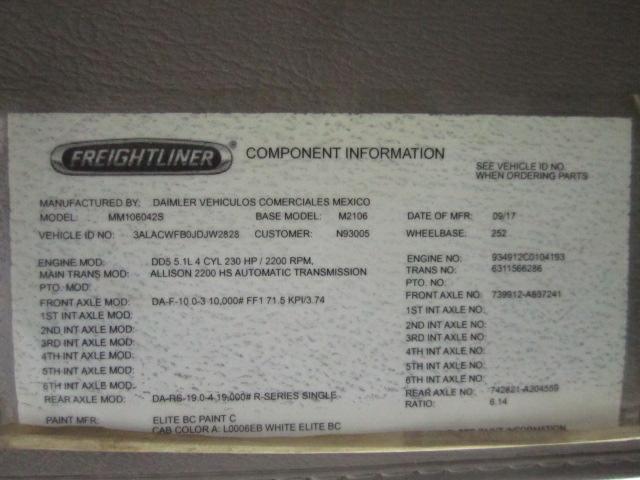 FREIGHTLINER ® COMPONENT INFORMATION
SEE VEHICLE ID NO.
WHEN ORDERING PARTS
MANUFACTURED BY: DAIMLER VEHICULOS COMERCIALES MEXICO
MODEL: MM106042S BASE MODEL: M2106 DATE OF MFR: 09/17
VEHICLE ID NO: 3ALACWFB0JDJW2828 CUSTOMER: N93005 WHEELBASE: 252
ENGINE MOD: DD5 5.1L 4 CYL 230 HP / 2200 RPM, ENGINE NO: 934912C0104193
MAIN TRANS MOD: ALLISON 2200 HS AUTOMATIC TRANSMISSION TRANS NO: 6311566286
PTO. MOD: PTO. NO:
FRONT AXLE MOD: DA-F-10.0-3 10,000# FF1 71.5 KPI/3.74 FRONT AXLE NO: 739912-A897241
1ST INT AXLE MOD: 1ST INT AXLE NO:
2ND INT AXLE MOD: 2ND INT AXLE NO:
3RD INT AXLE MOD: 3RD INT AXLE NO:
4TH INT AXLE MOD: 4TH INT AXLE NO:
5TH INT AXLE MOD: 5TH INT AXLE NO:
6TH INT AXLE MOD: 6TH INT AXLE NO:
REAR AXLE MOD: DA-RS-19.0-4 19,000# R-SERIES SINGLE REAR AXLE NO: 742821-A204559
RATIO: 6.14
PAINT MFR: ELITE BC PAINT C
CAB COLOR A: L0006EB WHITE ELITE BC
PAINT INFORMATION